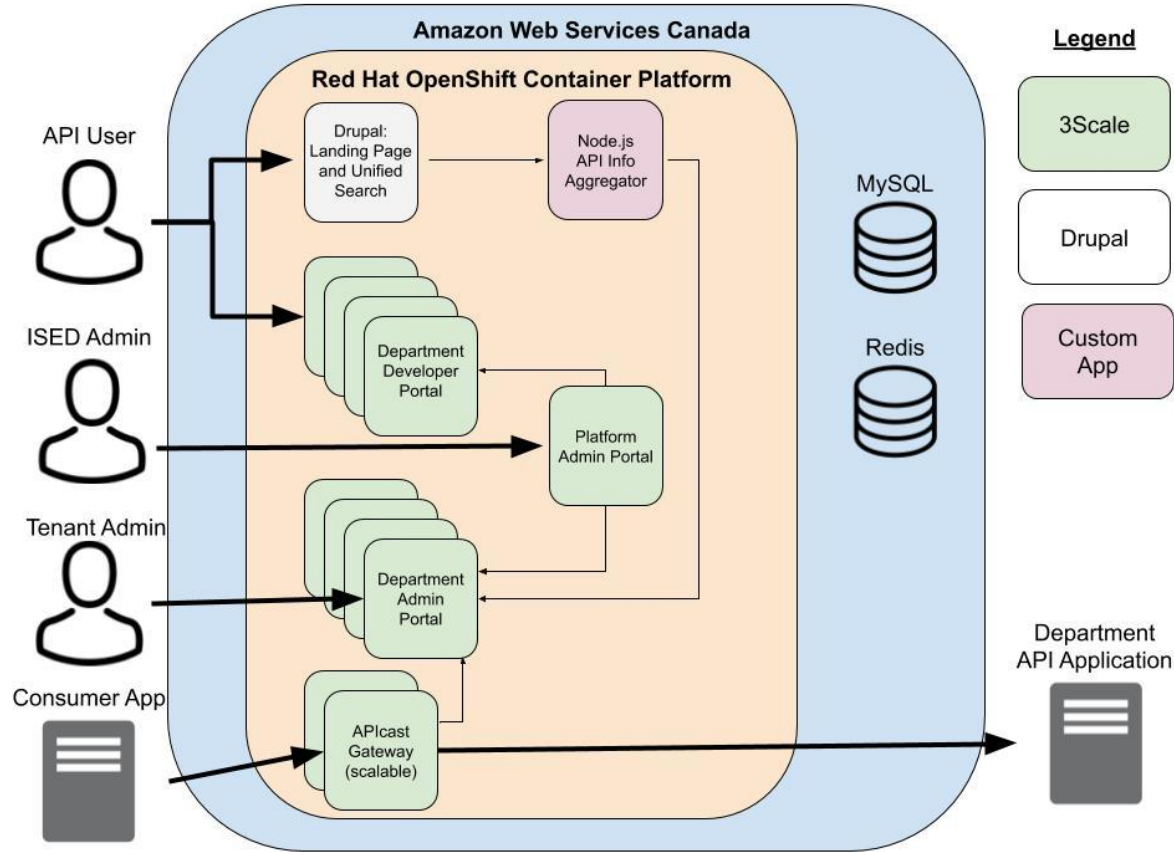 Amazon Web Services Canada
Red Hat OpenShift Container Platform
Legend
3Scale
Drupal
Custom
App
API User
ISED Admin
Tenant Admin
Consumer App
Drupal:
Landing Page
and Unified
Search
Node.js
API Info
Aggregator
MySQL
Redis
Department
Developer
Portal
Platform
Admin Portal
Department
Admin
Portal
APIcast
Gateway
(scalable)
Department
API Application